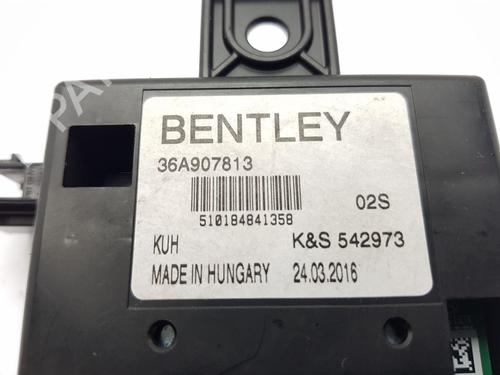 BENTLEY
36A907813
510184841358
02S
KUH
K&S 542973
MADE IN HUNGARY
24.03.2016